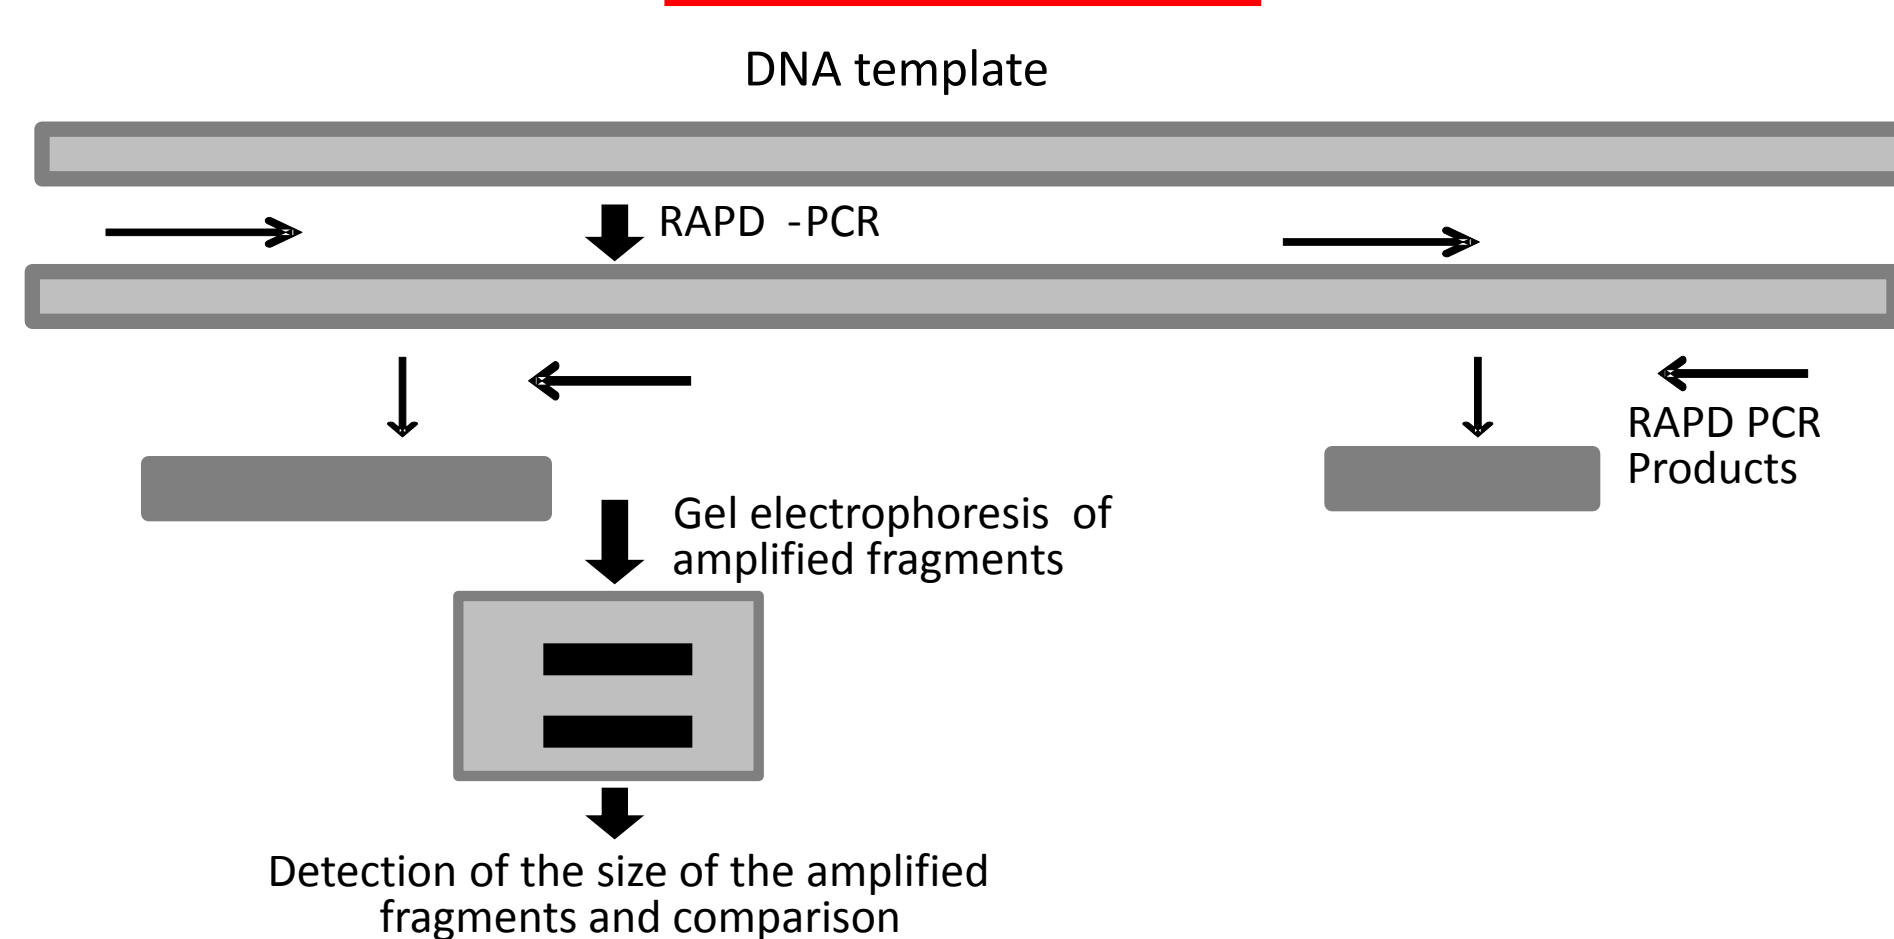 DNA template
RAPD  -PCR
RAPD PCR
Products
Gel electrophoresis  of
amplified fragments
Detection of the size of the amplified
fragments and comparison